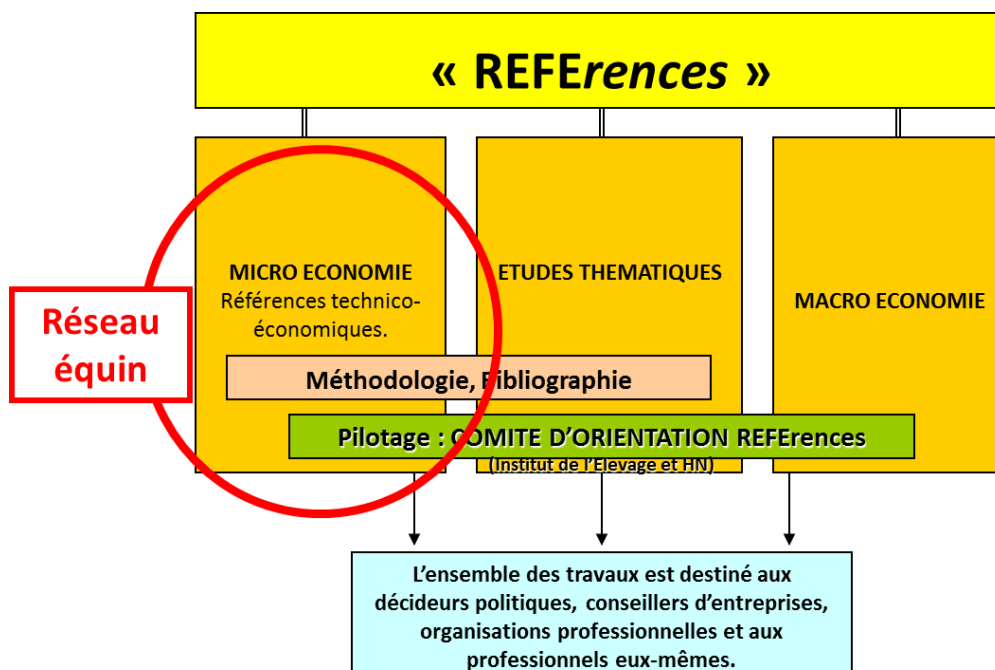 « REFErences »
MICRO ECONOMIE
Références technico-
économiques.
ETUDES THEMATIQUES
MACRO ECONOMIE
Réseau
équin
Méthodologie, Bibliographie
Pilotage : COMITE D'ORIENTATION REFErences
(Institut de l'Elevage et HN)
L'ensemble des travaux est destiné aux
décideurs politiques, conseillers d'entreprises,
organisations professionnelles et aux
professionnels eux-mêmes.